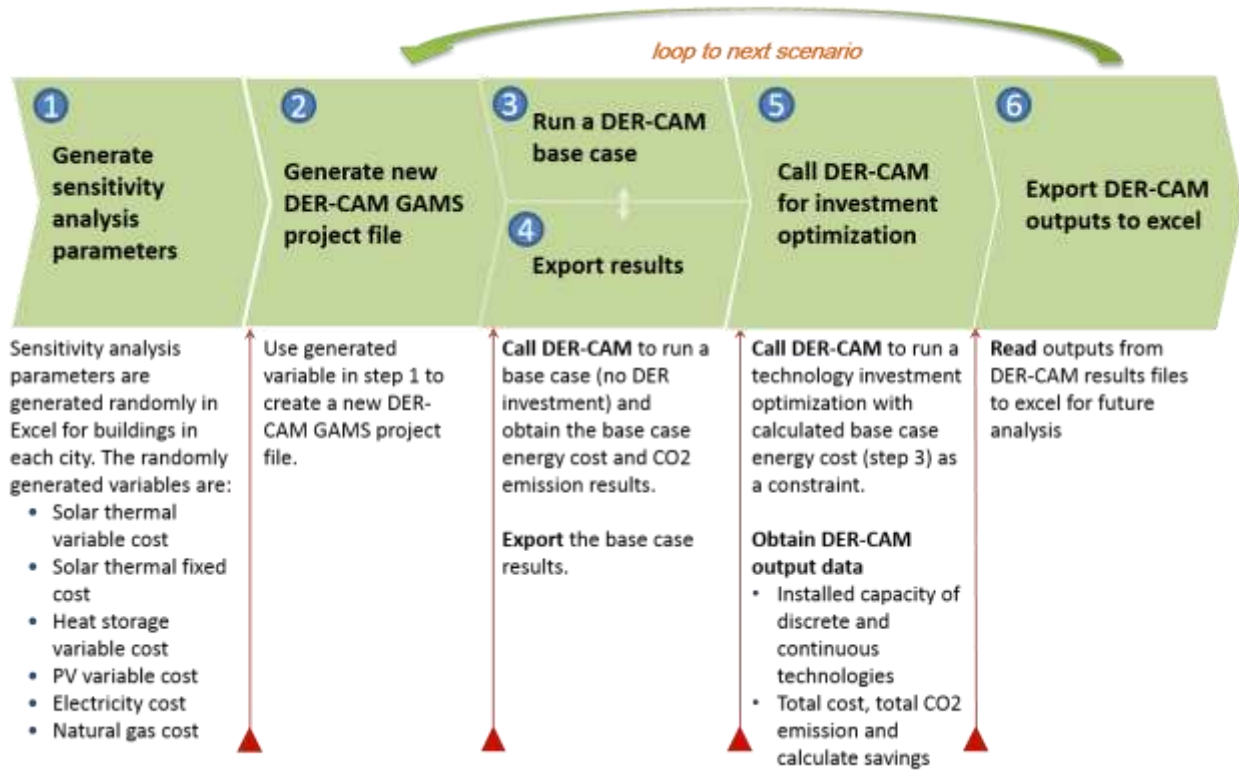 loop to next scenario
1
Generate
sensitivity
analysis
parameters
2
Generate new
DER-CAM GAMS
project file
3
Run a DER-CAM
base case
4
Export results
5
Call DER-CAM
for investment
optimization
6
Export DER-CAM
outputs to excel
Sensitivity analysis
parameters are
generated randomly in
Excel for buildings in
each city. The randomly
generated variables are:
• Solar thermal
variable cost
• Solar thermal fixed
cost
• Heat storage
variable cost
• PV variable cost
• Electricity cost
• Natural gas cost
Use generated
variable in step 1 to
create a new DER-
CAM GAMS project
file.
Call DER-CAM to run a
base case (no DER
investment) and
obtain the base case
energy cost and CO2
emission results.
Export the base case
results.
Call DER-CAM to run a
technology investment
optimization with
calculated base case
energy cost (step 3) as
a constraint.
Obtain DER-CAM
output data
• Installed capacity of
discrete and
continuous
technologies
• Total cost, total CO2
emission and
calculate savings
Read outputs from
DER-CAM results files
to excel for future
analysis